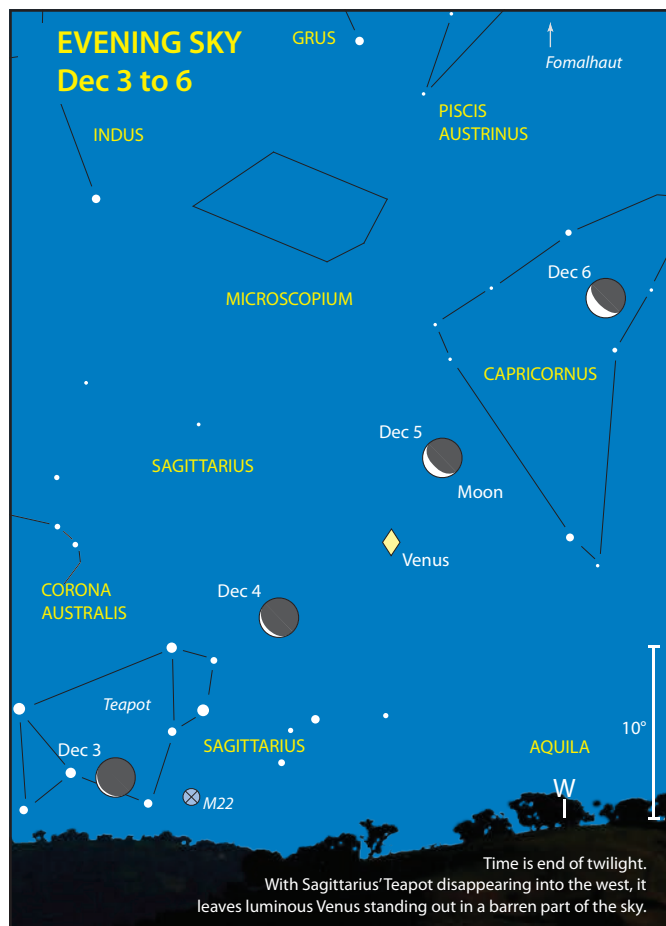 EVENING SKY
Dec 3 to 6
GRUS
Fomalhaut
PISCIS
AUSTRINUS
INDUS
Dec 6
MICROSCOPIUM
CAPRICORNUS
Dec 5
SAGITTARIUS
Moon
Venus
CORONA
AUSTRALIS
Dec 4
Teapot
10°
Dec 3
SAGITTARIUS
AQUILA
M22
W
Time is end of twilight.
With Sagittarius’ Teapot disappearing into the west, it
leaves luminous Venus standing out in a barren part of the sky.